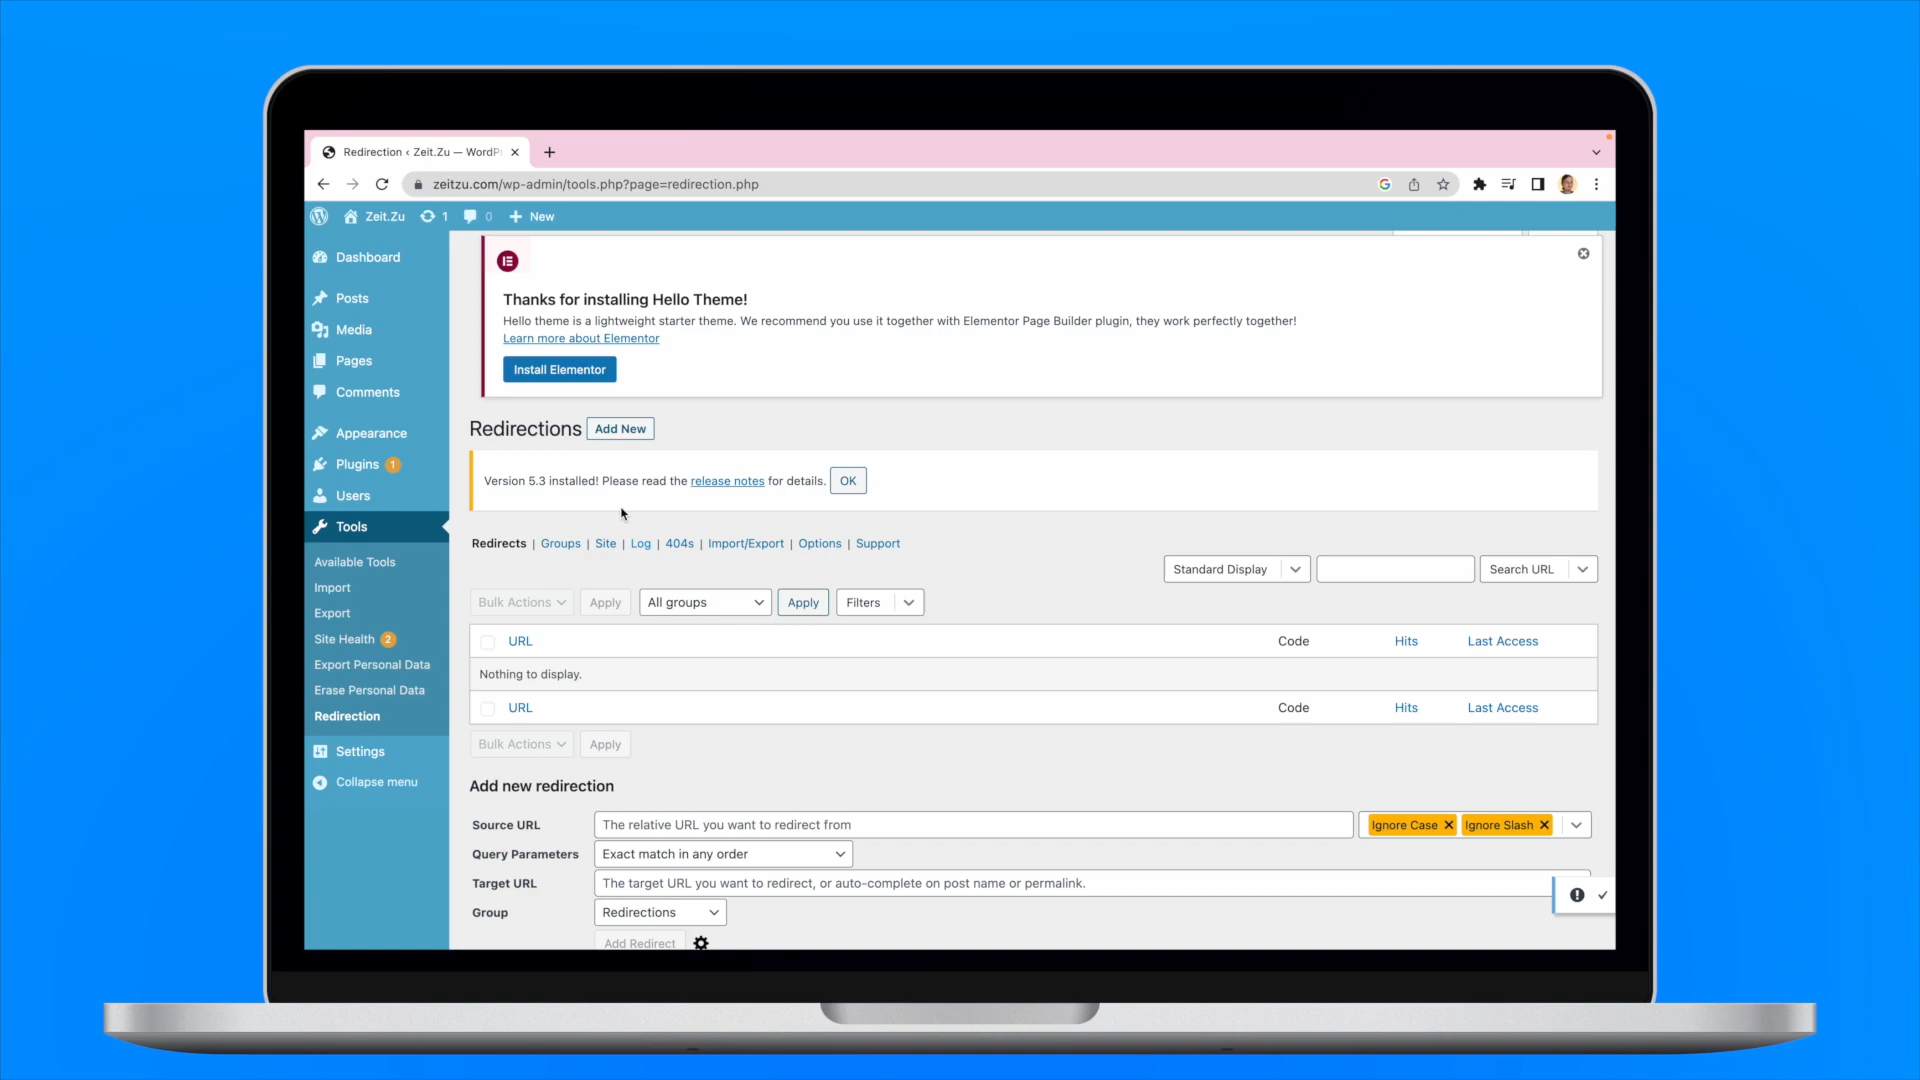 Redirection ‹ Zeit.Zu — WordPr
zeitzu.com/wp-admin/tools.php?page=redirection.php
Zeit.Zu 1 0 New
Dashboard
Posts
Media
Pages
Comments
Appearance
Plugins 1
Users
Tools
Available Tools
Import
Export
Site Health 2
Export Personal Data
Erase Personal Data
Redirection
Settings
Collapse menu
Thanks for installing Hello Theme!
Hello theme is a lightweight starter theme. We recommend you use it together with Elementor Page Builder plugin, they work perfectly together!
Learn more about Elementor
Install Elementor
Redirections Add New
Version 5.3 installed! Please read the release notes for details. OK
Redirects | Groups | Site | Log | 404s | Import/Export | Options | Support
Standard Display Search URL
Bulk Actions Apply All groups Apply Filters
URL Code Hits Last Access
Nothing to display.
URL Code Hits Last Access
Bulk Actions Apply
Add new redirection
Source URL The relative URL you want to redirect from Ignore Case Ignore Slash
Query Parameters Exact match in any order
Target URL The target URL you want to redirect, or auto-complete on post name or permalink.
Group Redirections
Add Redirect